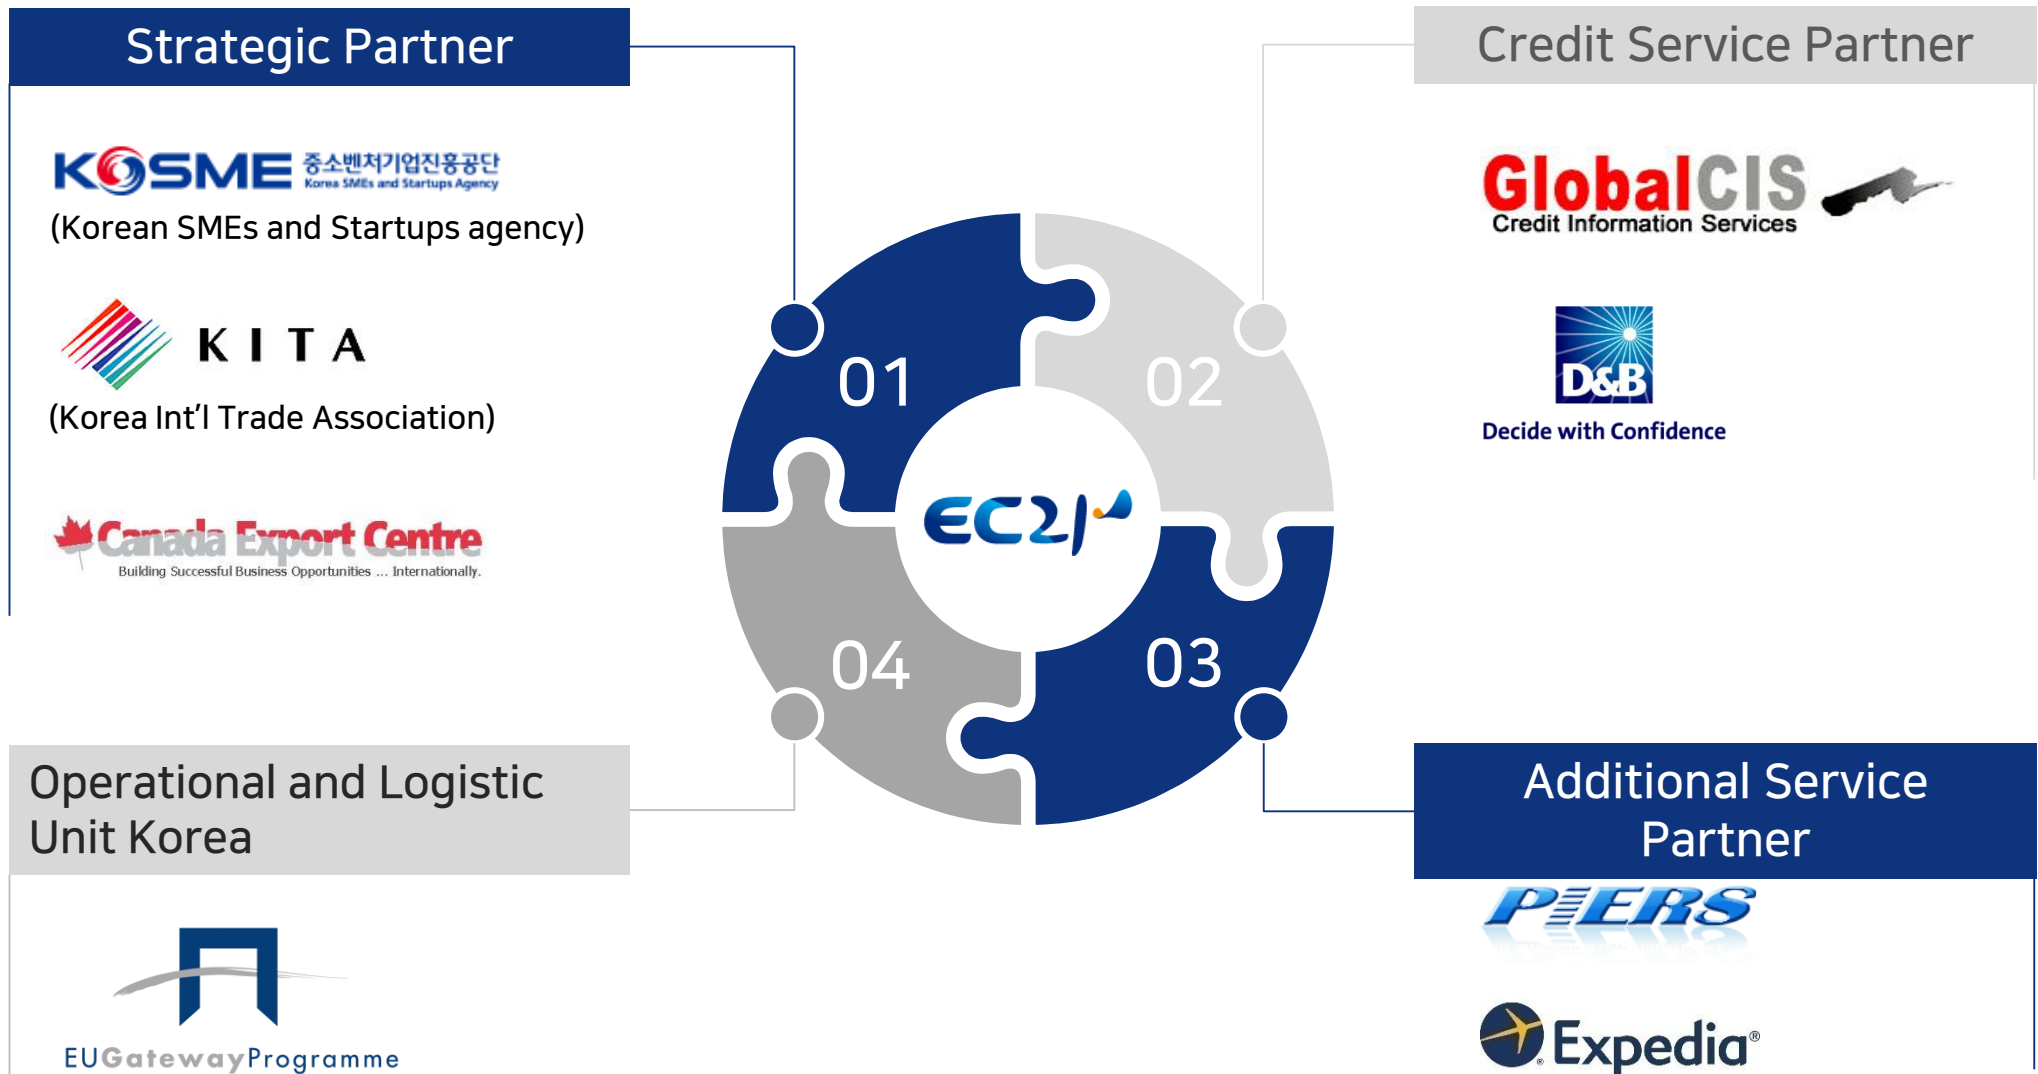 Strategic Partner
KOSME 중소벤처기업진흥공단
Korea SMEs and Startups Agency
(Korean SMEs and Startups agency)
KITA
(Korea Int'l Trade Association)
Canada Export Centre
Building Successful Business Opportunities ... Internationally.
Credit Service Partner
GlobalCIS
Credit Information Services
D&B
Decide with Confidence
01
02
EC21
04
03
Operational and Logistic
Unit Korea
EUGatewayProgramme
Additional Service
Partner
PIERS
Expedia®